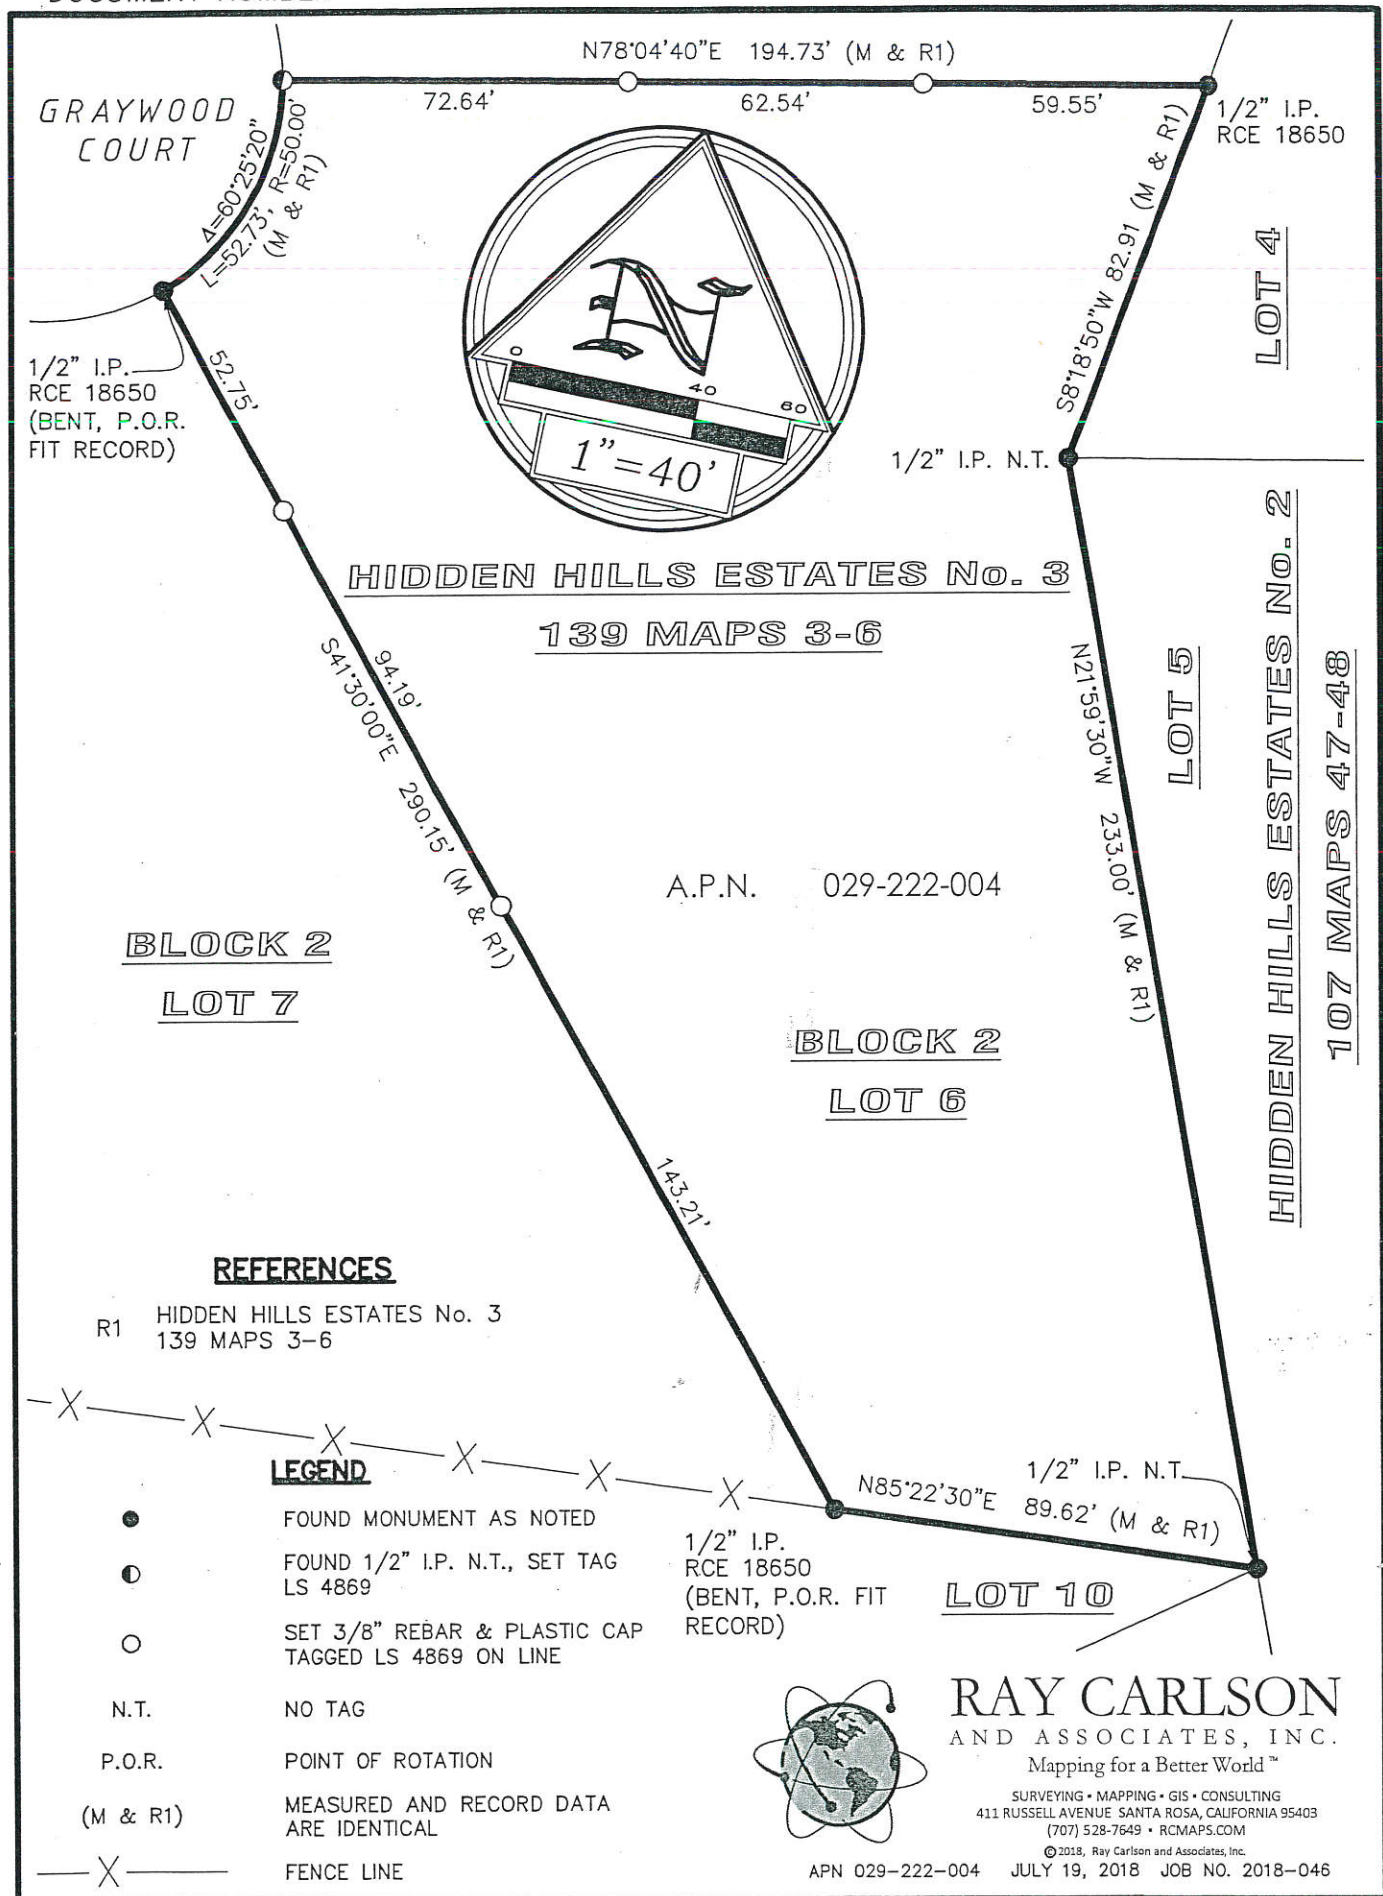 N78°04'40"E 194.73' (M & R1)
72.64'
62.54'
59.55'
GRAYWOOD
COURT
Δ=60°25'20"
L=52.73', R=50.00'
(M & R1)
1/2" I.P.
RCE 18650
S8°18'50"W 82.91 (M & R1)
LOT 4
1/2" I.P.
RCE 18650
(BENT, P.O.R.
FIT RECORD)
52.75'
0
40
60
1"=40'
1/2" I.P. N.T.
HIDDEN HILLS ESTATES No. 3
139 MAPS 3-6
94.19'
S41°30'00"E 290.15' (M & R1)
N21°59'30"W 233.00' (M & R1)
LOT 5
HIDDEN HILLS ESTATES No. 2
107 MAPS 47-48
A.P.N. 029-222-004
BLOCK 2
LOT 7
BLOCK 2
LOT 6
143.21'
REFERENCES
R1 HIDDEN HILLS ESTATES No. 3
139 MAPS 3-6
X X X X X X
LEGEND
FOUND MONUMENT AS NOTED
FOUND 1/2" I.P. N.T., SET TAG
LS 4869
SET 3/8" REBAR & PLASTIC CAP
TAGGED LS 4869 ON LINE
N.T. NO TAG
P.O.R. POINT OF ROTATION
(M & R1) MEASURED AND RECORD DATA
ARE IDENTICAL
X FENCE LINE
1/2" I.P. N.T.
N85°22'30"E 89.62' (M & R1)
1/2" I.P.
RCE 18650
(BENT, P.O.R. FIT
RECORD)
LOT 10
RAY CARLSON
AND ASSOCIATES, INC.
Mapping for a Better World ™
SURVEYING • MAPPING • GIS • CONSULTING
411 RUSSELL AVENUE SANTA ROSA, CALIFORNIA 95403
(707) 528-7649 • RCMAPS.COM
©2018, Ray Carlson and Associates, Inc.
APN 029-222-004 JULY 19, 2018 JOB NO. 2018-046